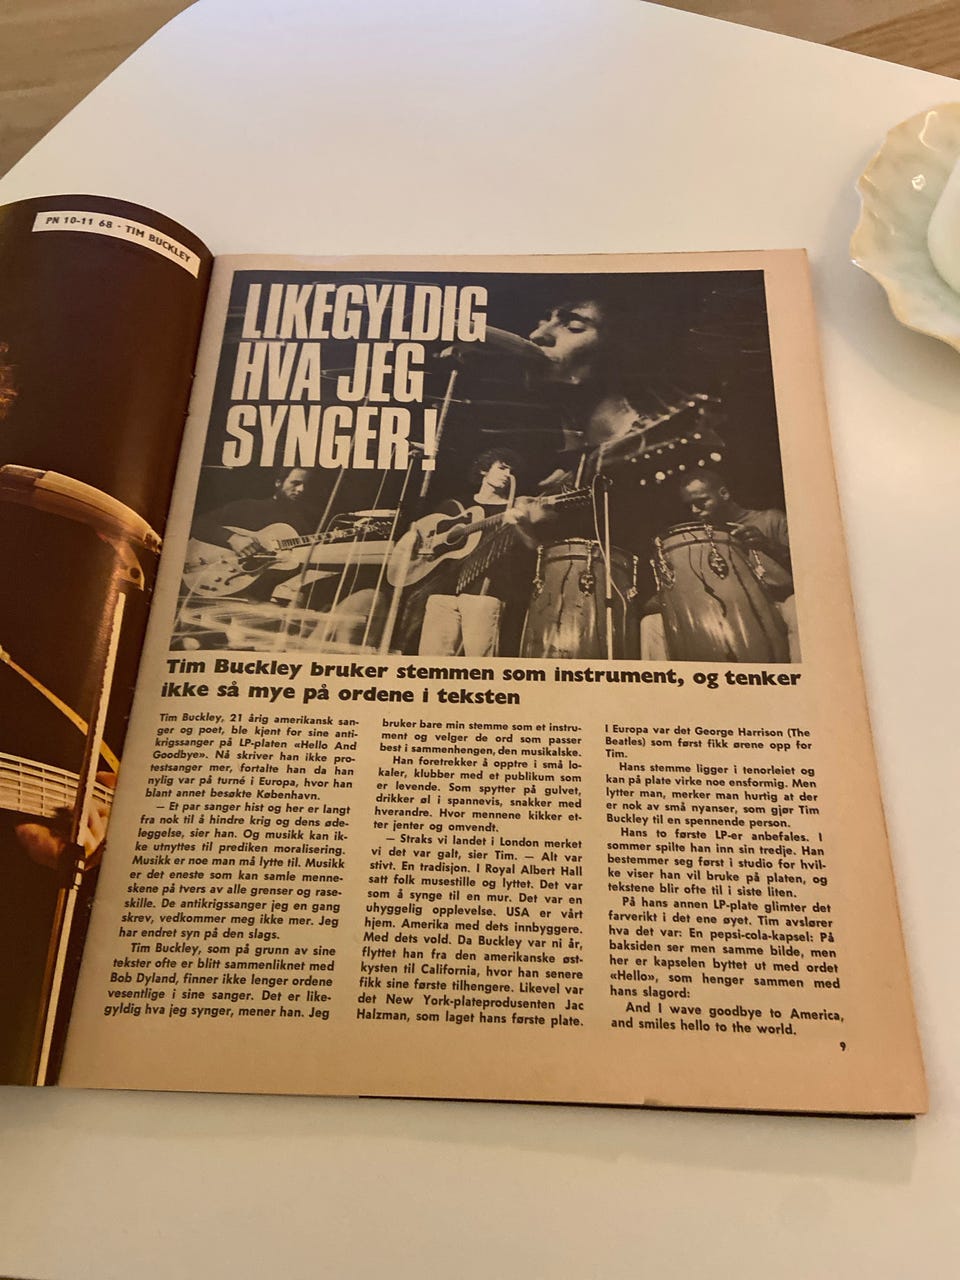 PN 10-11 68 - TIM BUCKLEY
LIKEGYLDIG
HVA JEG
SYNGER!
Tim Buckley bruker stemmen som instrument, og tenker
ikke så mye på ordene i teksten
Tim Buckley, 21 årig amerikansk san-
ger og poet, ble kjent for sine anti-
krigssanger på LP-platen «Hello And
Goodbye». Nå skriver han ikke pro-
testsanger mer, fortalte han da han
nylig var på turné i Europa, hvor han
blant annet besøkte København.
— Et par sanger hist og her er langt
fra nok til å hindre krig og dens øde-
leggelse, sier han. Og musikk kan ik-
ke utnyttes til prediken moralisering.
Musikk er noe man må lytte til. Musikk
er det eneste som kan samle menne-
skene på tvers av alle grenser og rase-
skille. De antikrigssanger jeg en gang
skrev, vedkommer meg ikke mer. Jeg
har endret syn på den slags.
Tim Buckley, som på grunn av sine
tekster ofte er blitt sammenliknet med
Bob Dyland, finner ikke lenger ordene
vesentlige i sine sanger. Det er like-
gyldig hva jeg synger, mener han. Jeg
bruker bare min stemme som et instru-
ment og velger de ord som passer
best i sammenhengen, den musikalske.
Han foretrekker å opptre i små lo-
kaler, klubber med et publikum som
er levende. Som spytter på gulvet,
drikker øl i spannevis, snakker med
hverandre. Hvor mennene kikker et-
ter jenter og omvendt.
— Straks vi landet i London merket
vi det var galt, sier Tim. — Alt var
stivt. En tradisjon. I Royal Albert Hall
satt folk musestille og lyttet. Det var
som å synge til en mur. Det var en
uhyggelig opplevelse. USA er vårt
hjem. Amerika med dets innbyggere.
Med dets vold. Da Buckley var ni år,
flyttet han fra den amerikanske øst-
kysten til California, hvor han senere
fikk sine første tilhengere. Likevel var
det New York-plateprodusenten Jac
Halzman, som laget hans første plate.
I Europa var det George Harrison (The
Beatles) som først fikk ørene opp for
Tim.
Hans stemme ligger i tenorleiet og
kan på plate virke noe ensformig. Men
lytter man, merker man hurtig at der
er nok av små nyanser, som gjør Tim
Buckley til en spennende person.
Hans to første LP-er anbefales. I
sommer spilte han inn sin tredje. Han
bestemmer seg først i studio for hvil-
ke viser han vil bruke på platen, og
tekstene blir ofte til i siste liten.
På hans annen LP-plate glimter det
farverikt i det ene øyet. Tim avslører
hva det var: En pepsi-cola-kapsel: På
baksiden ser men samme bilde, men
her er kapselen byttet ut med ordet
«Hello», som henger sammen med
hans slagord:
And I wave goodbye to America,
and smiles hello to the world.
9